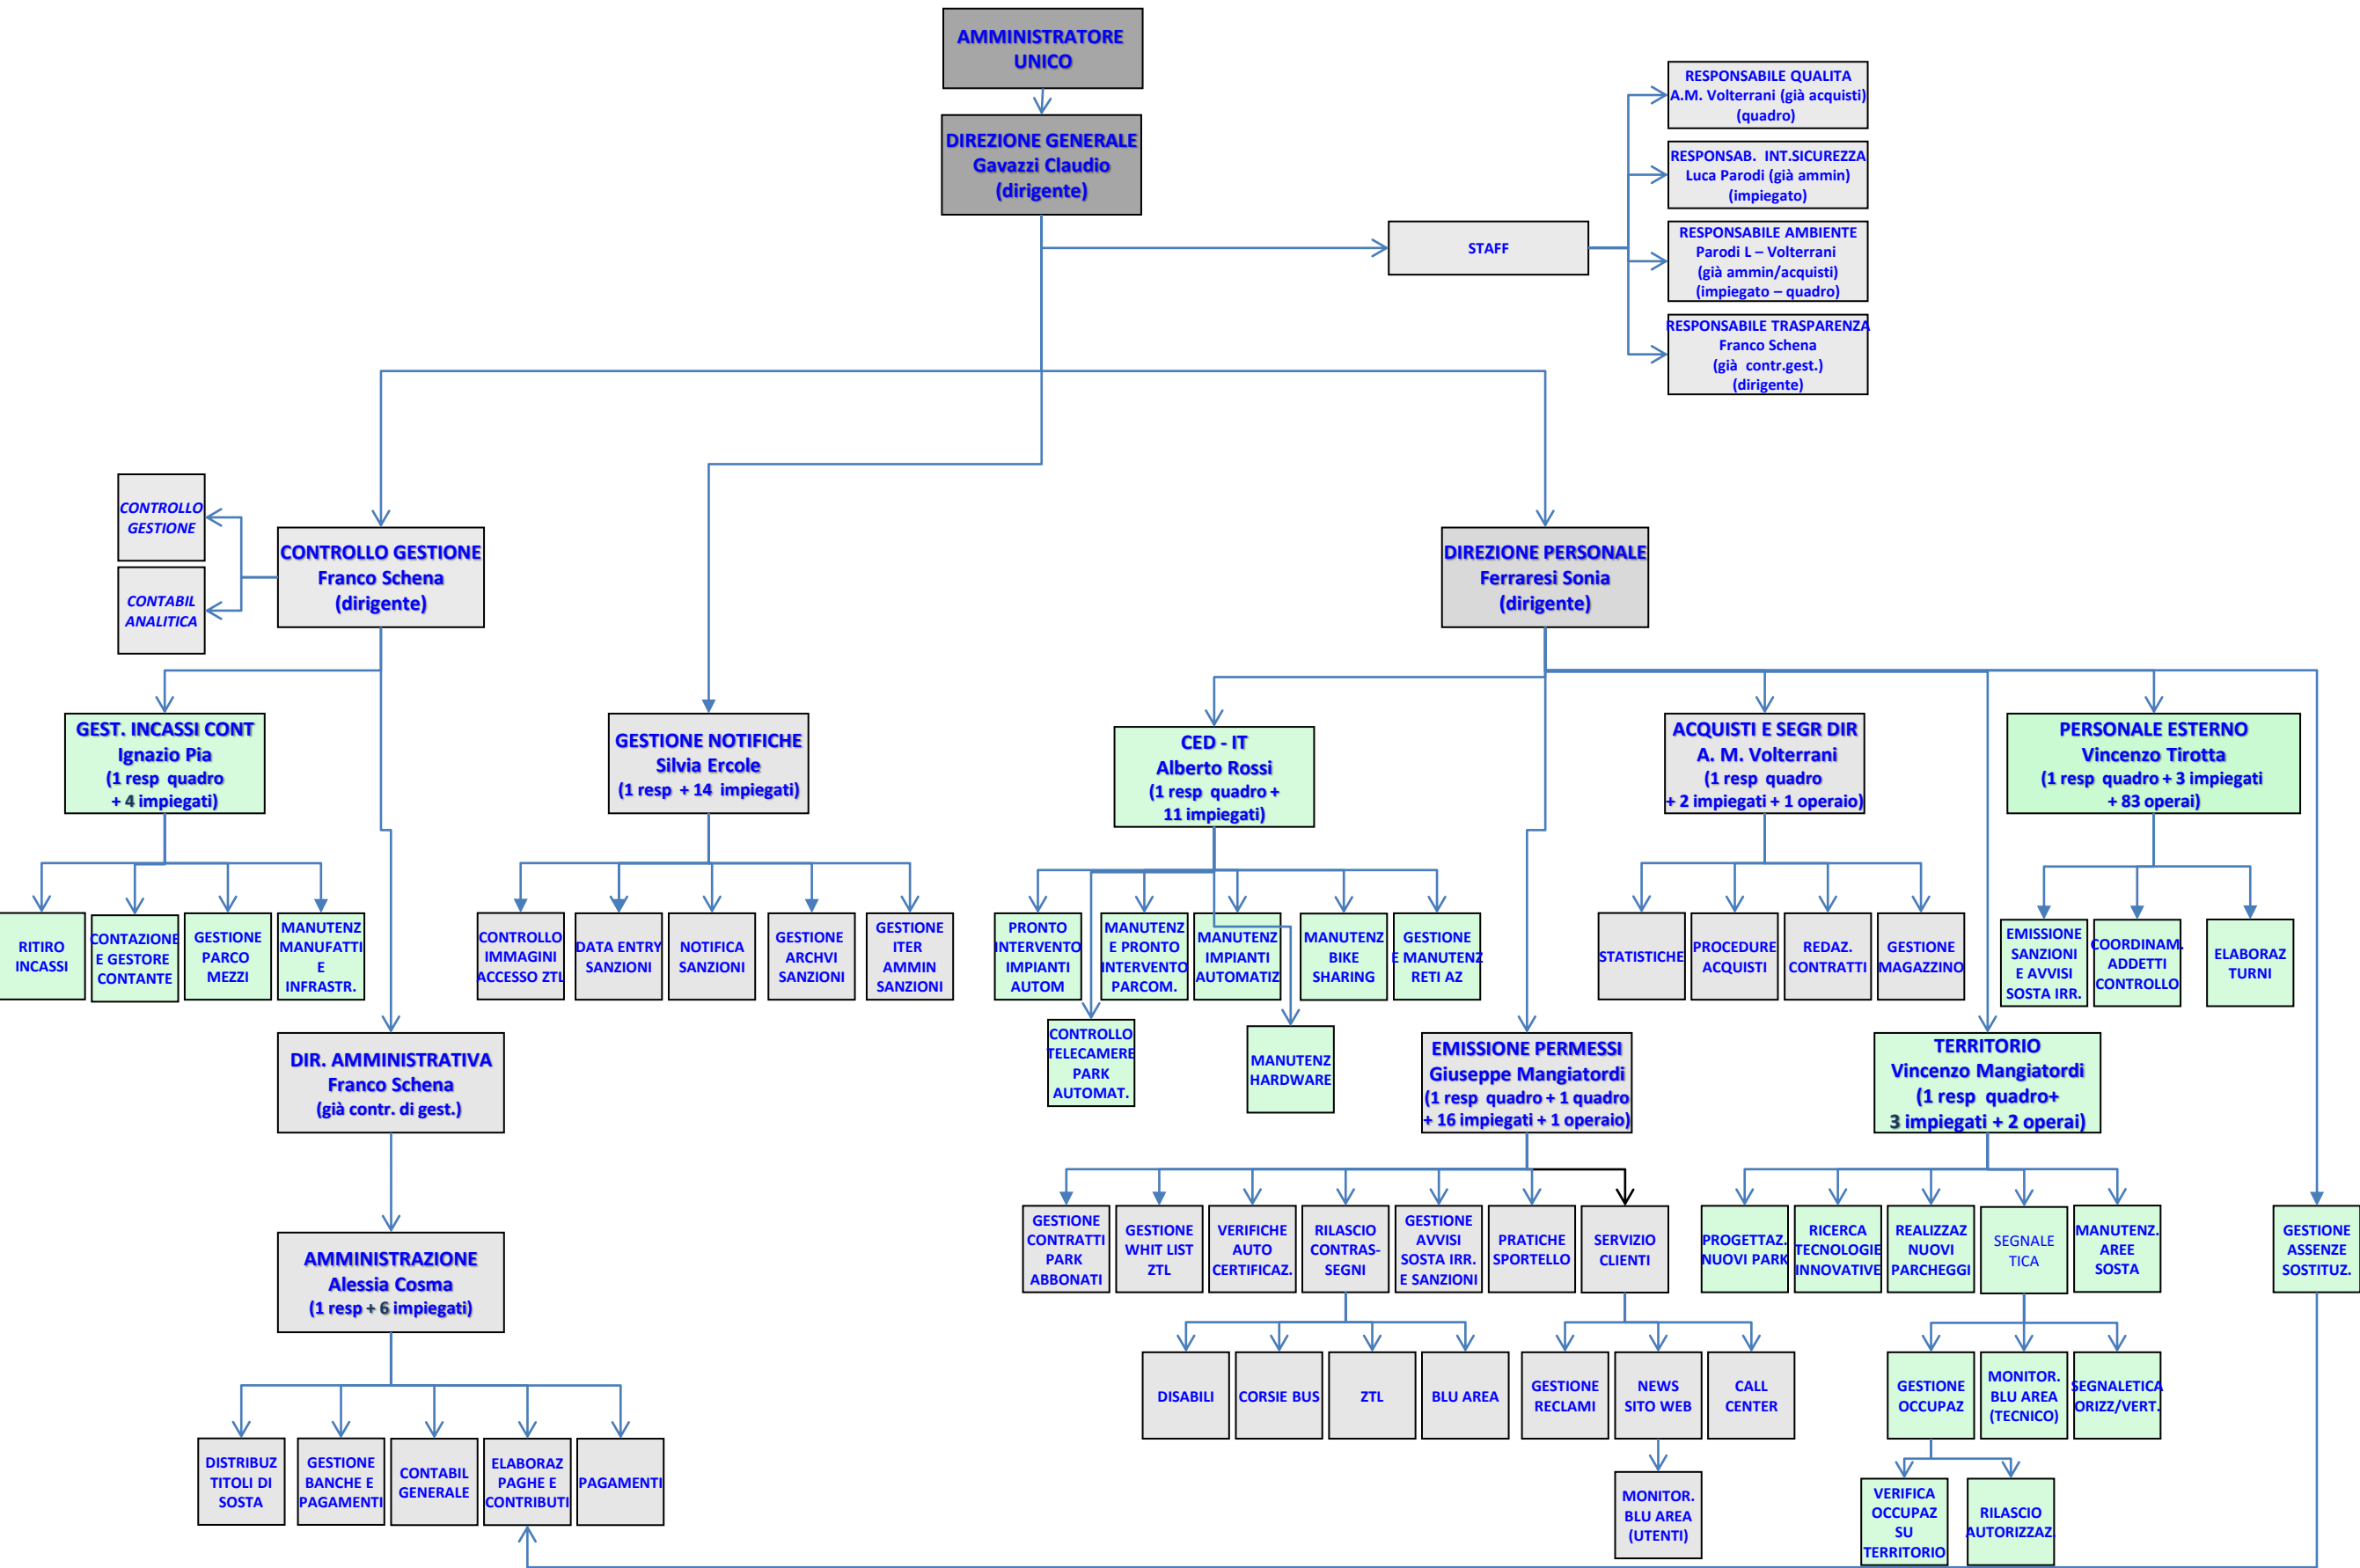 AMMINISTRATORE
UNICO
DIREZIONE GENERALE
Gavazzi Claudio
(dirigente)
STAFF
RESPONSABILE QUALITA
A.M. Volterrani (già acquisti)
(quadro)
RESPONSAB. INT.SICUREZZA
Luca Parodi (già ammin)
(impiegato)
RESPONSABILE AMBIENTE
Parodi L – Volterrani
(già ammin/acquisti)
(impiegato – quadro)
RESPONSABILE TRASPARENZA
Franco Schena
(già contr.gest.)
(dirigente)
CONTROLLO
GESTIONE
CONTABIL
ANALITICA
CONTROLLO GESTIONE
Franco Schena
(dirigente)
DIREZIONE PERSONALE
Ferraresi Sonia
(dirigente)
GEST. INCASSI CONT
Ignazio Pia
(1 resp quadro
+ 4 impiegati)
GESTIONE NOTIFICHE
Silvia Ercole
(1 resp + 14 impiegati)
CED - IT
Alberto Rossi
(1 resp quadro +
11 impiegati)
ACQUISTI E SEGR DIR
A. M. Volterrani
(1 resp quadro
+ 2 impiegati + 1 operaio)
PERSONALE ESTERNO
Vincenzo Tirotta
(1 resp quadro + 3 impiegati
+ 83 operai)
RITIRO
INCASSI
CONTAZIONE
E GESTORE
CONTANTE
GESTIONE
PARCO
MEZZI
MANUTENZ
MANUFATTI
E
INFRASTR.
CONTROLLO
IMMAGINI
ACCESSO ZTL
DATA ENTRY
SANZIONI
NOTIFICA
SANZIONI
GESTIONE
ARCHVI
SANZIONI
GESTIONE
ITER
AMMIN
SANZIONI
PRONTO
INTERVENTO
IMPIANTI
AUTOM
MANUTENZ
E PRONTO
INTERVENTO
PARCOM.
MANUTENZ
IMPIANTI
AUTOMATIZ
MANUTENZ
BIKE
SHARING
GESTIONE
E MANUTENZ
RETI AZ
STATISTICHE
PROCEDURE
ACQUISTI
REDAZ.
CONTRATTI
GESTIONE
MAGAZZINO
EMISSIONE
SANZIONI
E AVVISI
SOSTA IRR.
COORDINAM.
ADDETTI
CONTROLLO
ELABORAZ
TURNI
CONTROLLO
TELECAMERE
PARK
AUTOMAT.
MANUTENZ
HARDWARE
DIR. AMMINISTRATIVA
Franco Schena
(già contr. di gest.)
EMISSIONE PERMESSI
Giuseppe Mangiatordi
(1 resp quadro + 1 quadro
+ 16 impiegati + 1 operaio)
TERRITORIO
Vincenzo Mangiatordi
(1 resp quadro+
3 impiegati + 2 operai)
AMMINISTRAZIONE
Alessia Cosma
(1 resp + 6 impiegati)
GESTIONE
CONTRATTI
PARK
ABBONATI
GESTIONE
WHIT LIST
ZTL
VERIFICHE
AUTO
CERTIFICAZ.
RILASCIO
CONTRAS-
SEGNI
GESTIONE
AVVISI
SOSTA IRR.
E SANZIONI
PRATICHE
SPORTELLO
SERVIZIO
CLIENTI
PROGETTAZ.
NUOVI PARK
RICERCA
TECNOLOGIE
INNOVATIVE
REALIZZAZ
NUOVI
PARCHEGGI
SEGNALE
TICA
MANUTENZ.
AREE
SOSTA
GESTIONE
ASSENZE
SOSTITUZ.
DISABILI
CORSIE BUS
ZTL
BLU AREA
GESTIONE
RECLAMI
NEWS
SITO WEB
CALL
CENTER
GESTIONE
OCCUPAZ
MONITOR.
BLU AREA
(TECNICO)
SEGNALETICA
ORIZZ/VERT.
DISTRIBUZ
TITOLI DI
SOSTA
GESTIONE
BANCHE E
PAGAMENTI
CONTABIL
GENERALE
ELABORAZ
PAGHE E
CONTRIBUTI
PAGAMENTI
MONITOR.
BLU AREA
(UTENTI)
VERIFICA
OCCUPAZ
SU
TERRITORIO
RILASCIO
AUTORIZZAZ.